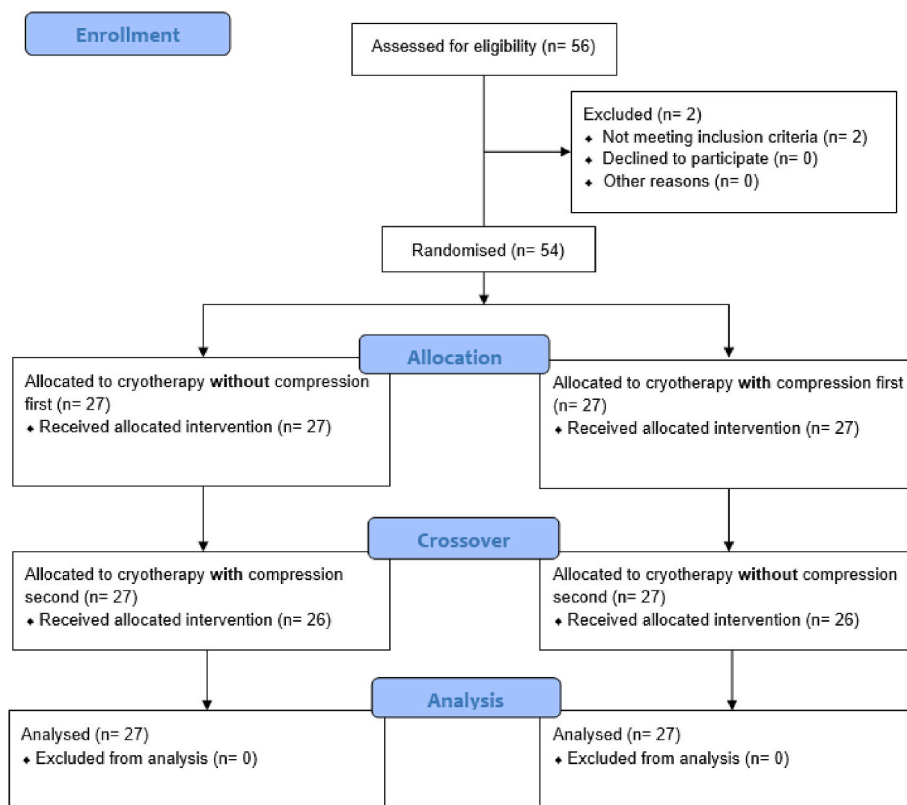 Enrollment
Assessed for eligibility (n= 56)
Excluded (n= 2)
⬥ Not meeting inclusion criteria (n= 2)
⬥ Declined to participate (n= 0)
⬥ Other reasons (n= 0)
Randomised (n= 54)
Allocation
Allocated to cryotherapy without compression
first (n= 27)
⬥ Received allocated intervention (n= 27)
Allocated to cryotherapy with compression first
(n= 27)
⬥ Received allocated intervention (n= 27)
Crossover
Allocated to cryotherapy with compression
second (n= 27)
⬥ Received allocated intervention (n= 26)
Allocated to cryotherapy without compression
second (n= 27)
⬥ Received allocated intervention (n= 26)
Analysis
Analysed (n= 27)
⬥ Excluded from analysis (n= 0)
Analysed (n= 27)
⬥ Excluded from analysis (n= 0)